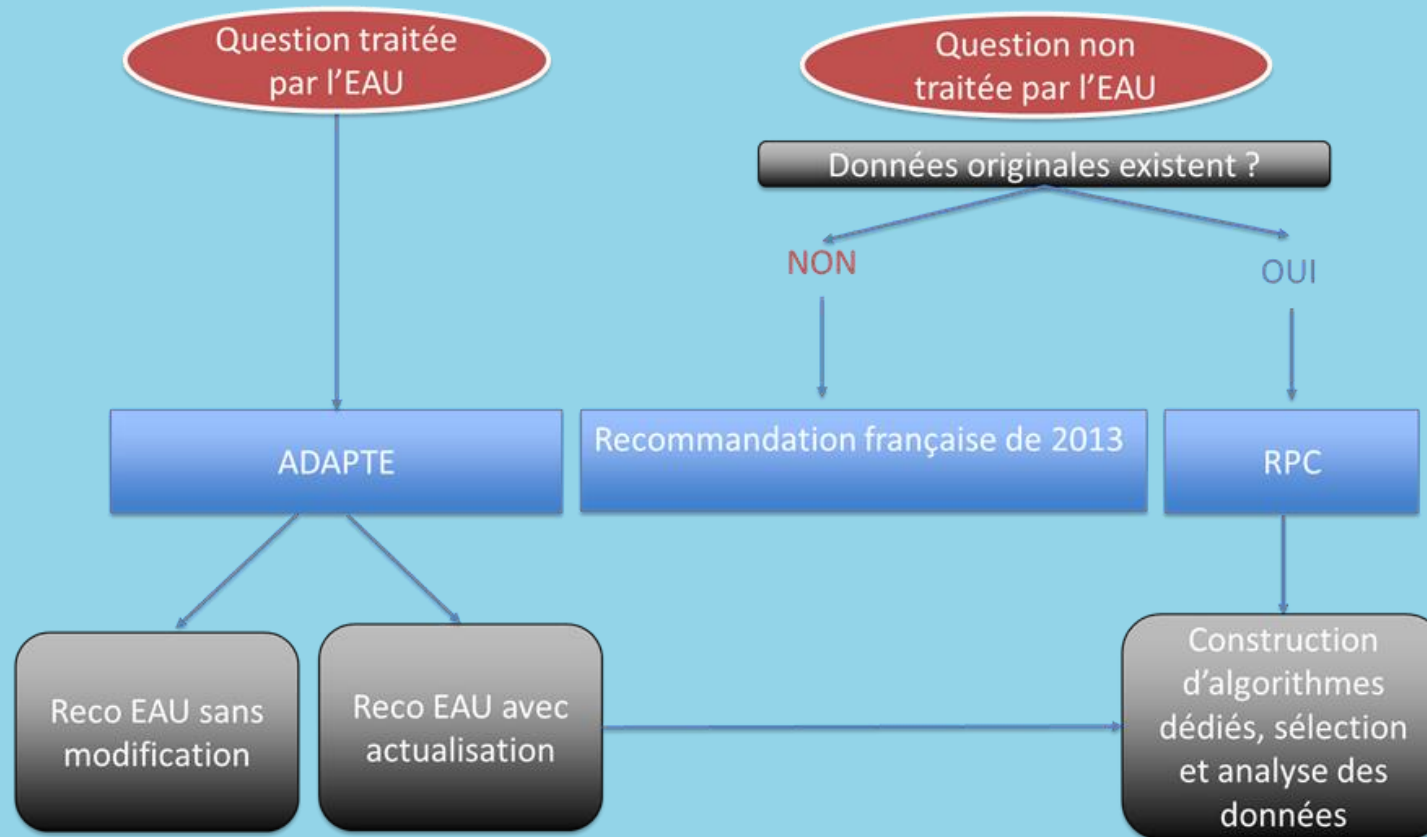 Question traitée
par l’EAU
Question non
traitée par l’EAU
Données originales existent ?
NON
OUI
ADAPTE
Recommandation française de 2013
RPC
Reco EAU sans
modification
Reco EAU avec
actualisation
Construction
d’algorithmes
dédiés, sélection
et analyse des
données